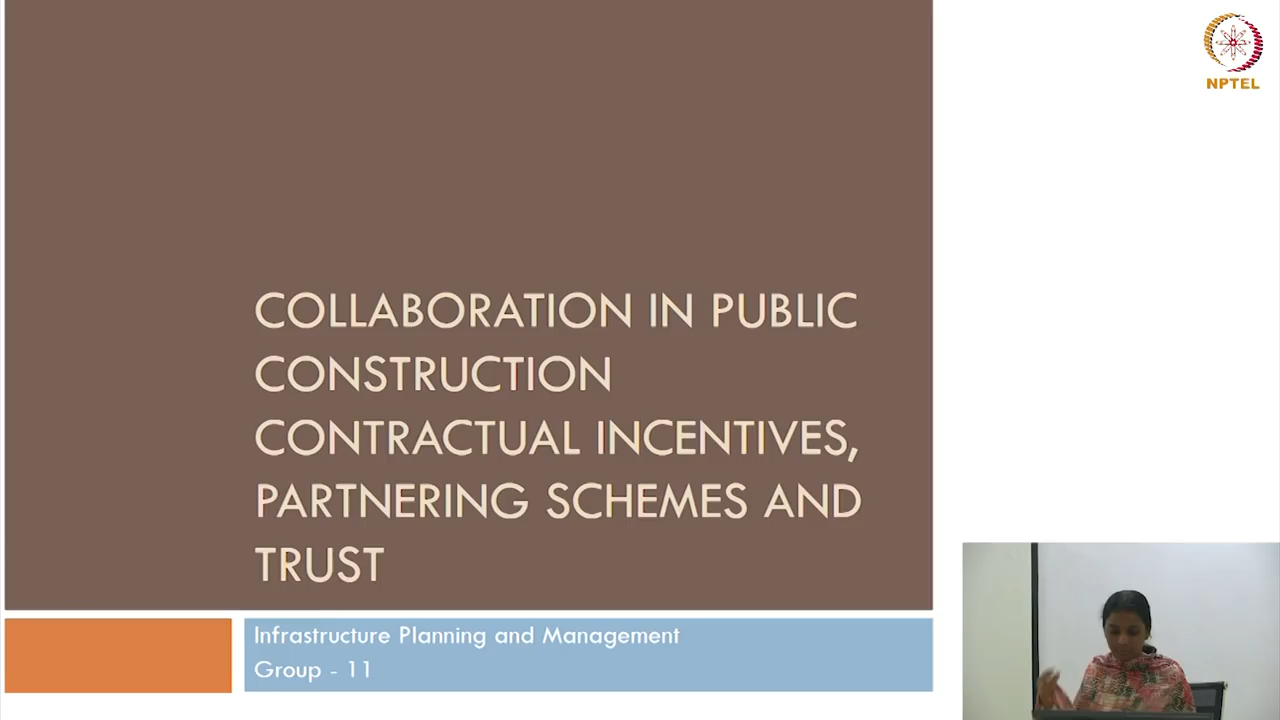 NPTEL
COLLABORATION IN PUBLIC
CONSTRUCTION
CONTRACTUAL INCENTIVES,
PARTNERING SCHEMES AND
TRUST
Infrastructure Planning and Management
Group - 11